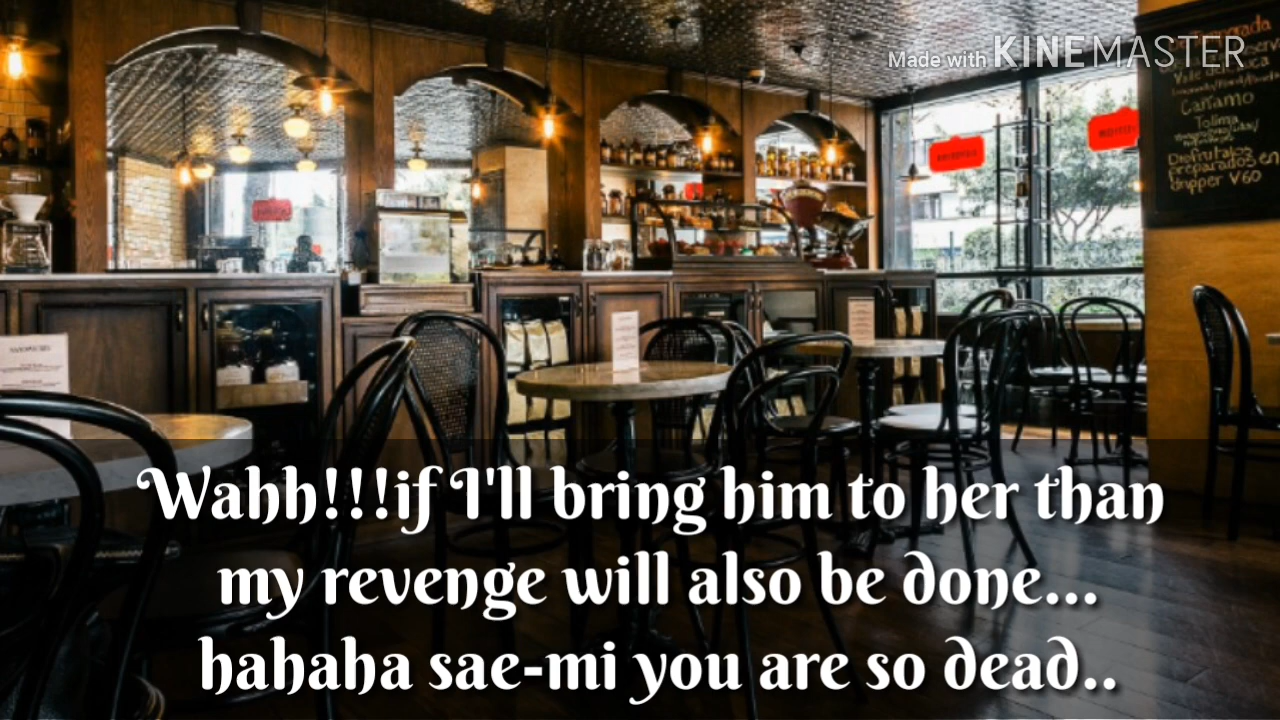 Made with KINEMASTER
Cañamo
Tolima
Disfrutalos
preparados en
dripper V60
Wahh!!!if I'll bring him to her than
my revenge will also be done...
hahaha sae-mi you are so dead..